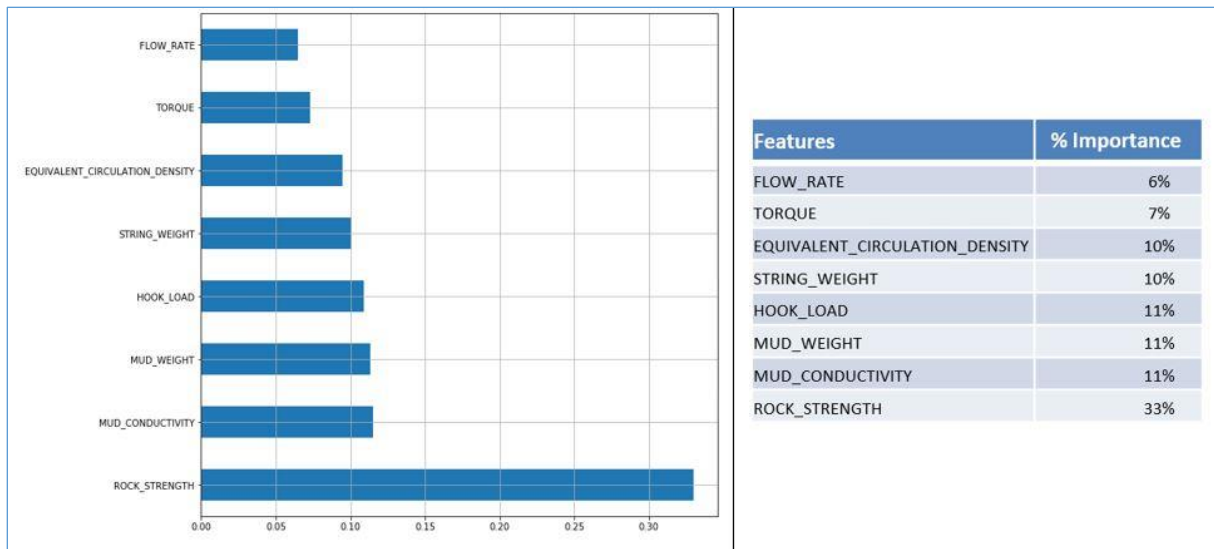 FLOW_RATE
TORQUE
EQUIVALENT_CIRCULATION_DENSITY
STRING_WEIGHT
HOOK_LOAD
MUD_WEIGHT
MUD_CONDUCTIVITY
ROCK_STRENGTH
0.00 0.05 0.10 0.15 0.20 0.25 0.30
Features % Importance
FLOW_RATE 6%
TORQUE 7%
EQUIVALENT_CIRCULATION_DENSITY 10%
STRING_WEIGHT 10%
HOOK_LOAD 11%
MUD_WEIGHT 11%
MUD_CONDUCTIVITY 11%
ROCK_STRENGTH 33%